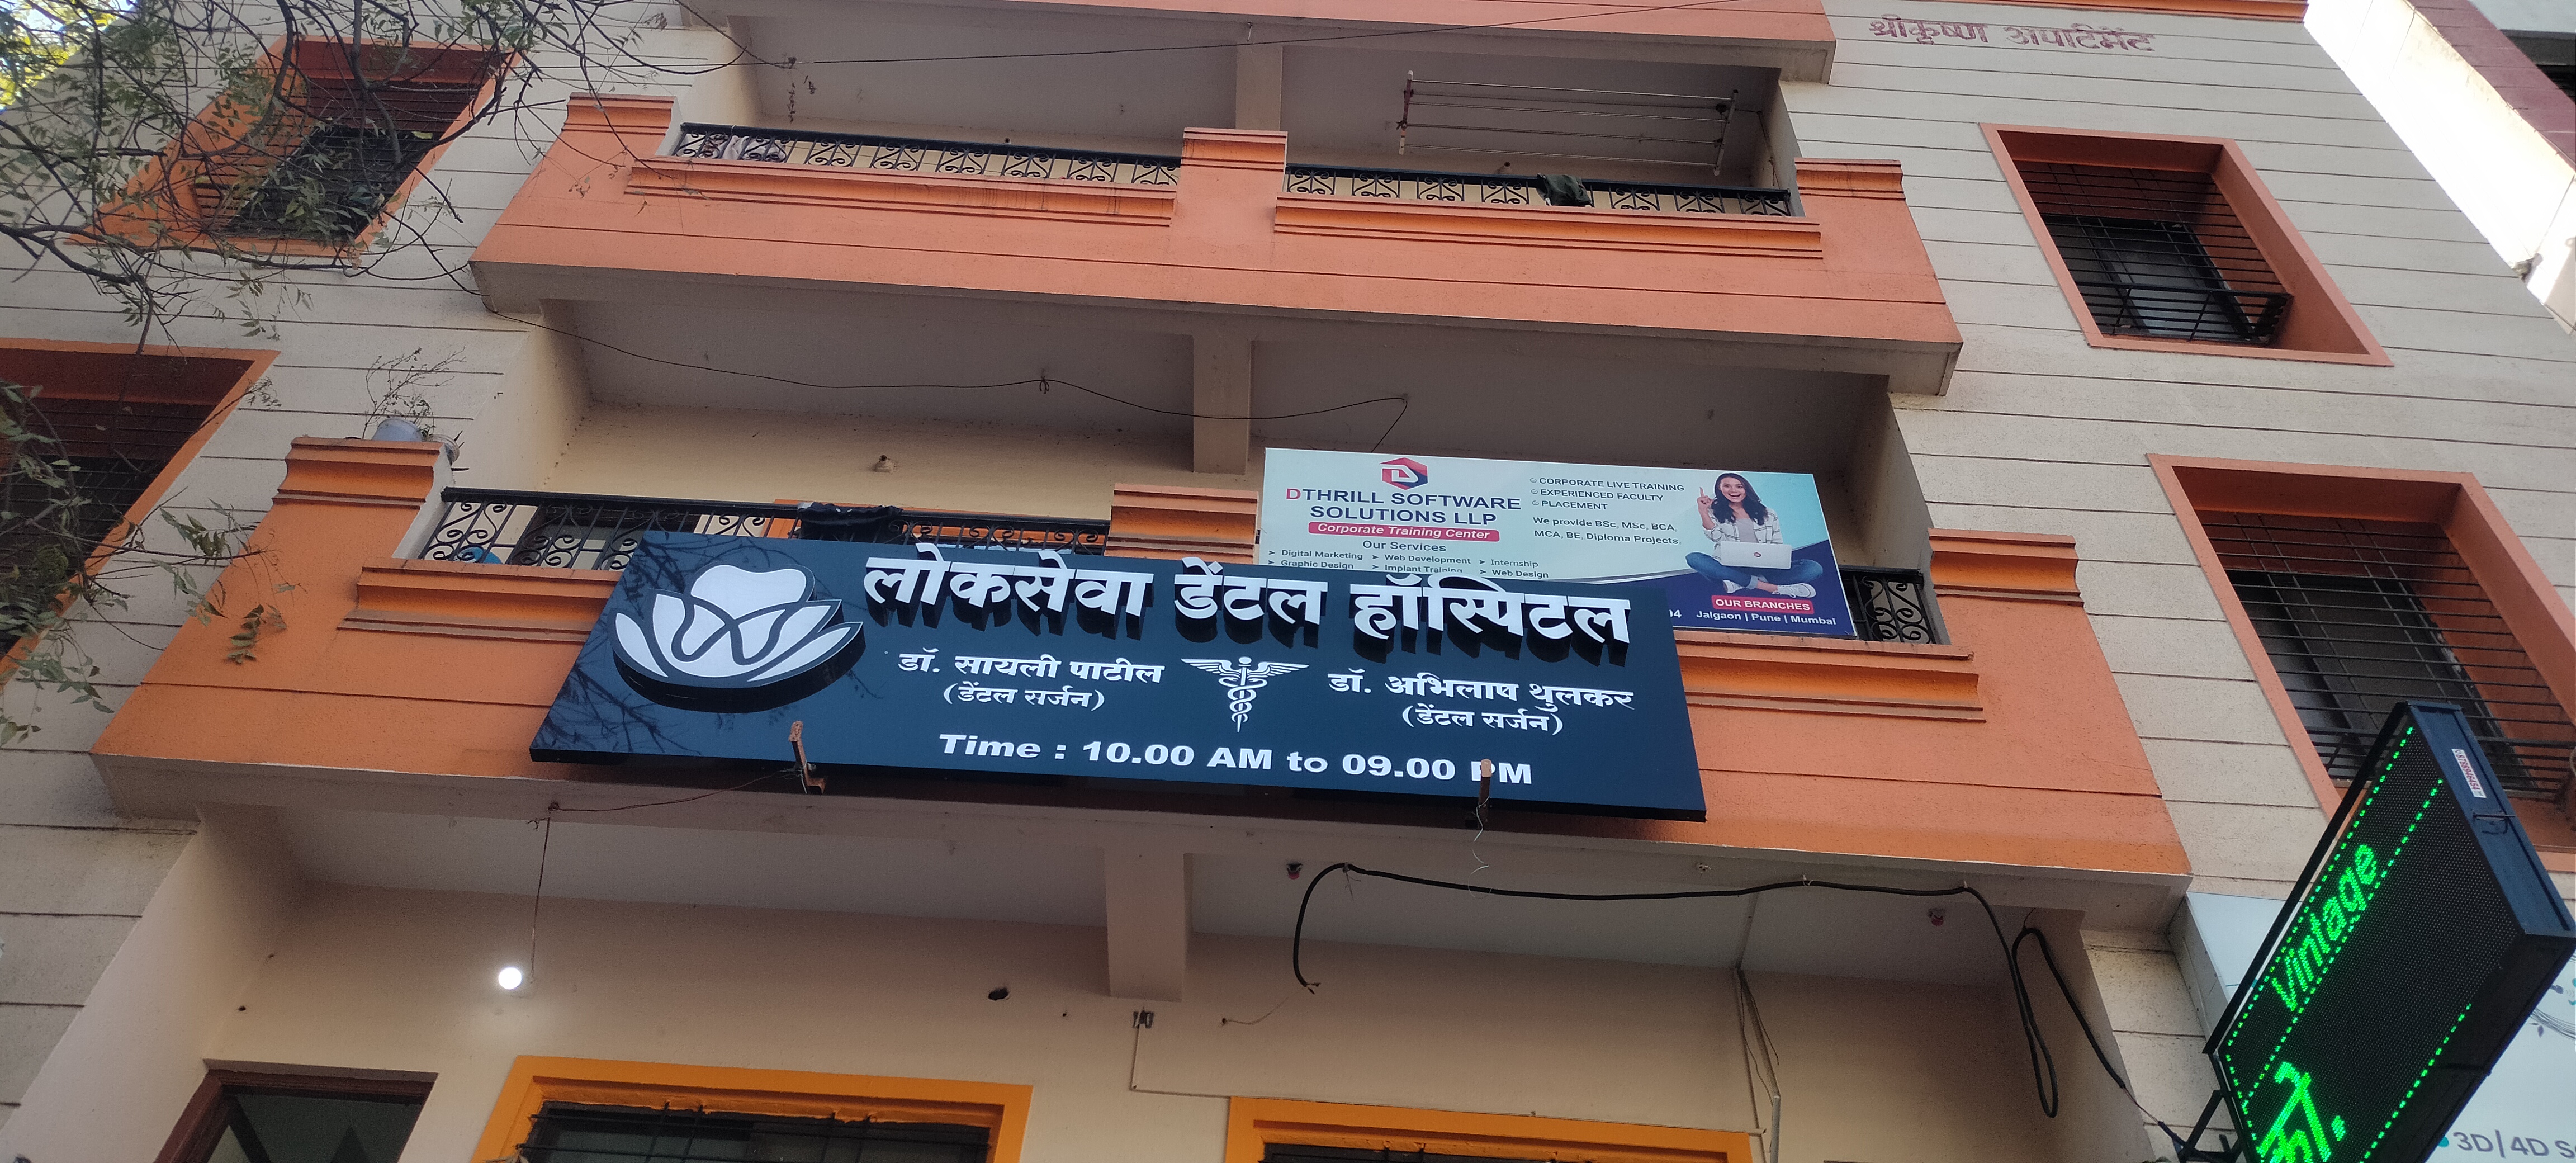 श्रीकृष्ण अपार्टमेंट
DTHRILL SOFTWARE
SOLUTIONS LLP
Corporate Training Center
Our Services
➤ Digital Marketing ➤ Web Development ➤ Internship
➤ Graphic Design ➤ Implant Training ➤ Web Design
CORPORATE LIVE TRAINING
EXPERIENCED FACULTY
PLACEMENT
We provide BSc, MSc, BCA,
MCA, BE, Diploma Projects.
OUR BRANCHES
Jalgaon | Pune | Mumbai
लोकसेवा डेंटल हॉस्पिटल
डॉ. सायली पाटील
(डेंटल सर्जन)
डॉ. अभिलाष थुलकर
(डेंटल सर्जन)
Time : 10.00 AM to 09.00 PM
Vintage
को.
3D|4D